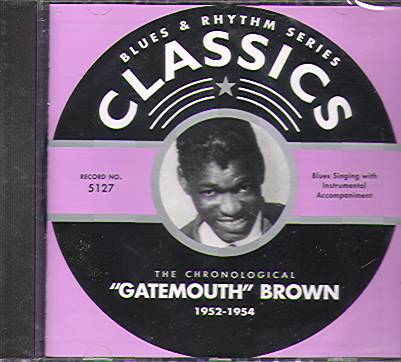 BLUES & RHYTHM SERIES
CLASSICS
RECORD NO.
5127
Blues Singing with
Instrumental
Accompaniment
THE CHRONOLOGICAL
"GATEMOUTH" BROWN
1952-1954